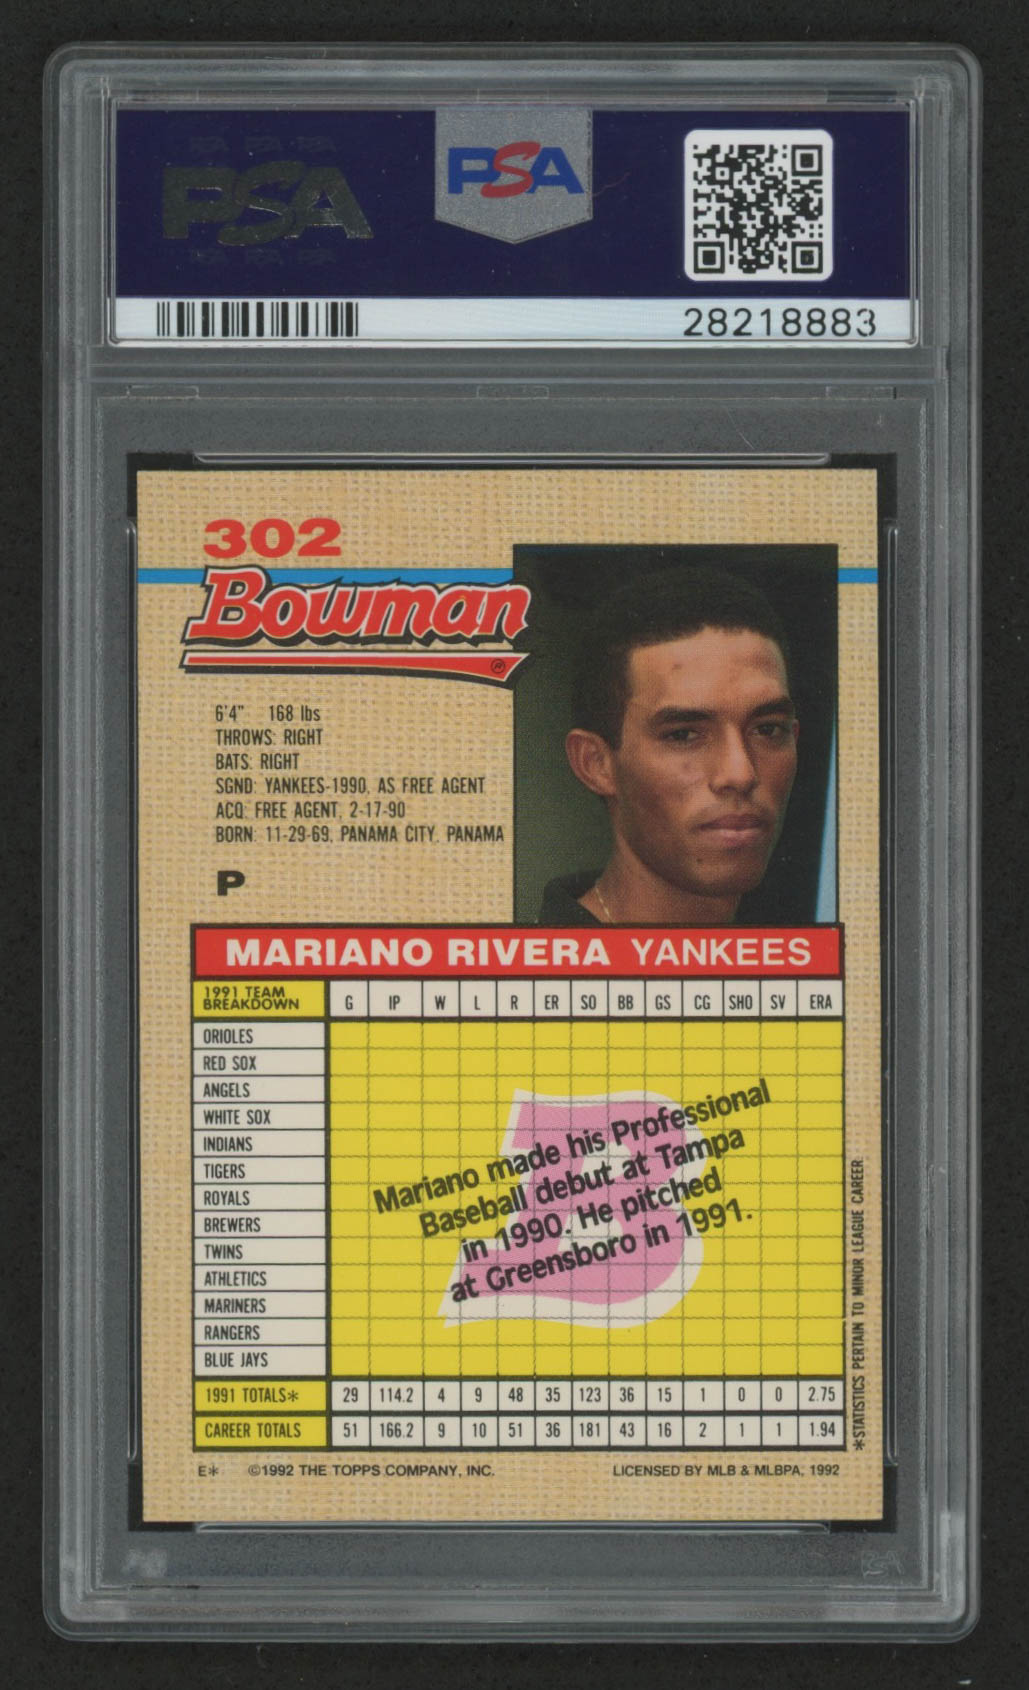 PSA PSA PSA
PSA
PSA PSA PSA
PSA
28218883
302
Bowman
®
6'4" 168 lbs
THROWS: RIGHT
BATS: RIGHT
SGND: YANKEES-1990, AS FREE AGENT
ACQ: FREE AGENT, 2-17-90
BORN: 11-29-69, PANAMA CITY, PANAMA
P
MARIANO RIVERA YANKEES
1991 TEAM BREAKDOWN G IP W L R ER SO BB GS CG SHO SV ERA
ORIOLES
RED SOX
ANGELS
WHITE SOX
INDIANS
TIGERS
ROYALS
BREWERS
TWINS
ATHLETICS
MARINERS
RANGERS
BLUE JAYS
B
Mariano made his Professional
Baseball debut at Tampa
in 1990. He pitched
at Greensboro in 1991.
1991 TOTALS* 29 114.2 4 9 48 35 123 36 15 1 0 0 2.75
CAREER TOTALS 51 166.2 9 10 51 36 181 43 16 2 1 1 1.94
*STATISTICS PERTAIN TO MINOR LEAGUE CAREER
E* ©1992 THE TOPPS COMPANY, INC. LICENSED BY MLB & MLBPA, 1992